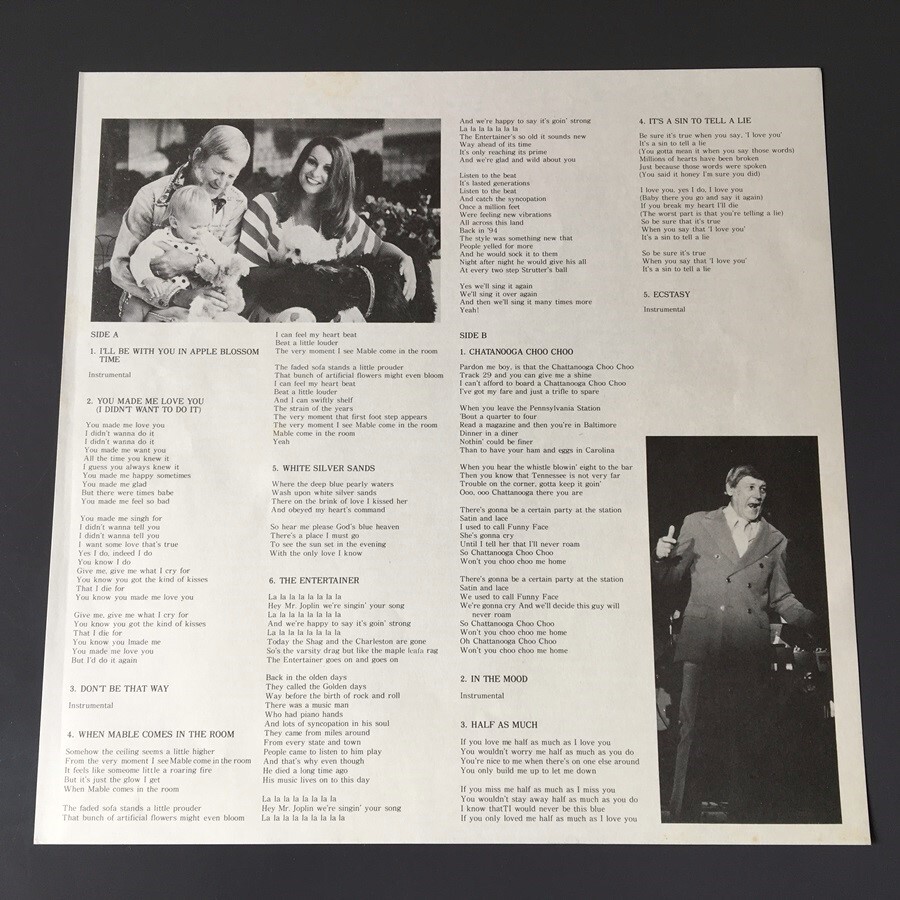 SIDE A
1. I'LL BE WITH YOU IN APPLE BLOSSOM
TIME
Instrumental
2. YOU MADE ME LOVE YOU
(I DIDN'T WANT TO DO IT)
You made me love you
I didn't wanna do it
I didn't wanna do it
You made me want you
All the time you knew it
I guess you always knew it
You made me happy sometimes
You made me glad
But there were times babe
You made me feel so bad
You made me singh for
I didn't wanna tell you
I didn't wanna tell you
I want some love that's true
Yes I do, indeed I do
You know I do
Give me, give me what I cry for
You know you got the kind of kisses
That I die for
You know you made me love you
Give me, give me what I cry for
You know you got the kind of kisses
That I die for
You know you Imade me
You made me love you
But I'd do it again
3. DON'T BE THAT WAY
Instrumental
4. WHEN MABLE COMES IN THE ROOM
Somehow the ceiling seems a little higher
From the very moment I see Mable come in the room
It feels like someone little a roaring fire
But it's just the glow I get
When Mable comes in the room
The faded sofa stands a little prouder
That bunch of artificial flowers might even bloom
I can feel my heart beat
Beat a little louder
The very moment I see Mable come in the room
The faded sofa stands a little prouder
That bunch of artificial flowers might even bloom
I can feel my heart beat
Beat a little louder
And I can swiftly shelf
The strain of the years
The very moment that first foot step appears
The very moment I see Mable come in the room
Mable come in the room
Yeah
5. WHITE SILVER SANDS
Where the deep blue pearly waters
Wash upon white silver sands
There on the brink of love I kissed her
And obeyed my heart's command
So hear me please God's blue heaven
There's a place I must go
To see the sun set in the evening
With the only love I know
6. THE ENTERTAINER
La la la la la la la
Hey Mr. Joplin we're singin' your song
La la la la la la la
And we're happy to say it's goin' strong
La la la la la la la
Today the Shag and the Charleston are gone
So's the varsity drag but like the maple leafa rag
The Entertainer goes on and goes on
Back in the olden days
They called the Golden days
Way before the birth of rock and roll
There was a music man
Who had piano hands
And lots of syncopation in his soul
They came from miles around
From every state and town
People came to listen to him play
And that's why even though
He died a long time ago
His music lives on to this day
La la la la la la la
Hey Mr. Joplin we're singin' your song
La la la la la la la la
And we're happy to say it's goin' strong
La la la la la la la
The Entertainer's so old it sounds new
Way ahead of its time
It's only reaching its prime
And we're glad and wild about you
Listen to the beat
It's lasted generations
Listen to the beat
And catch the syncopation
Once a million feet
Were feeling new vibrations
All across this land
Back in '94
The style was something new that
People yelled for more
And he would sock it to them
Night after night he would give his all
At every two step Strutter's ball
Yes we'll sing it again
We'll sing it over again
And then we'll sing it many times more
Yeah!
SIDE B
1. CHATANOOGA CHOO CHOO
Pardon me boy, is that the Chattanooga Choo Choo
Track 29 and you can give me a shine
I can't afford to board a Chattanooga Choo Choo
I've got my fare and just a trifle to spare
When you leave the Pennsylvania Station
'Bout a quarter to four
Read a magazine and then you're in Baltimore
Dinner in a diner
Nothin' could be finer
Than to have your ham and eggs in Carolina
When you hear the whistle blowin' eight to the bar
Then you know that Tennessee is not very far
Trouble on the corner, gotta keep it goin'
Ooo, ooo Chattanooga there you are
There's gonna be a certain party at the station
Satin and lace
I used to call Funny Face
She's gonna cry
Until I tell her that I'll never roam
So Chattanooga Choo Choo
Won't you choo choo me home
There's gonna be a certain party at the station
Satin and lace
We used to call Funny Face
We're gonna cry And we'll decide this guy will
never roam
So Chattanooga Choo Choo
Won't you choo choo me home
Oh Chattanooga Choo Choo
Won't you choo choo me home
2. IN THE MOOD
Instrumental
3. HALF AS MUCH
If you love me half as much as I love you
You wouldn't worry me half as much as you do
You're nice to me when there's on one else around
You only build me up to let me down
If you miss me half as much as I miss you
You wouldn't stay away half as much as you do
I know that'I I would never be this blue
If you only loved me half as much as I love you
4. IT'S A SIN TO TELL A LIE
Be sure it's true when you say, 'I love you'
It's a sin to tell a lie
(You gotta mean it when you say those words)
Millions of hearts have been broken
Just because those words were spoken
(You said it honey I'm sure you did)
I love you, yes I do, I love you
(Baby there you go and say it again)
If you break my heart I'll die
(The worst part is that you're telling a lie)
So be sure that it's true
When you say that 'I love you'
It's a sin to tell a lie
So be sure it's true
When you say that 'I love you'
It's a sin to tell a lie
5. ECSTASY
Instrumental